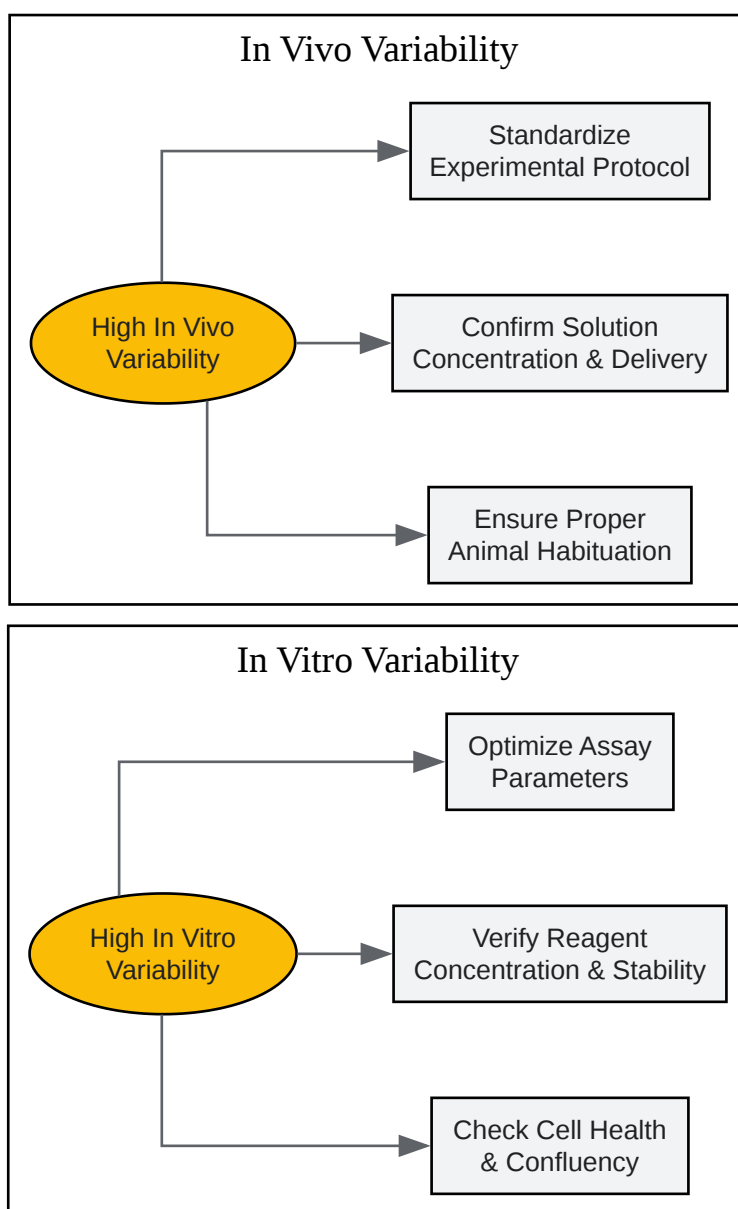 In Vivo Variability
Standardize
Experimental Protocol
High In Vivo
Variability
Confirm Solution
Concentration & Delivery
Ensure Proper
Animal Habituation
In Vitro Variability
Optimize Assay
Parameters
High In Vitro
Variability
Verify Reagent
Concentration & Stability
Check Cell Health
& Confluency